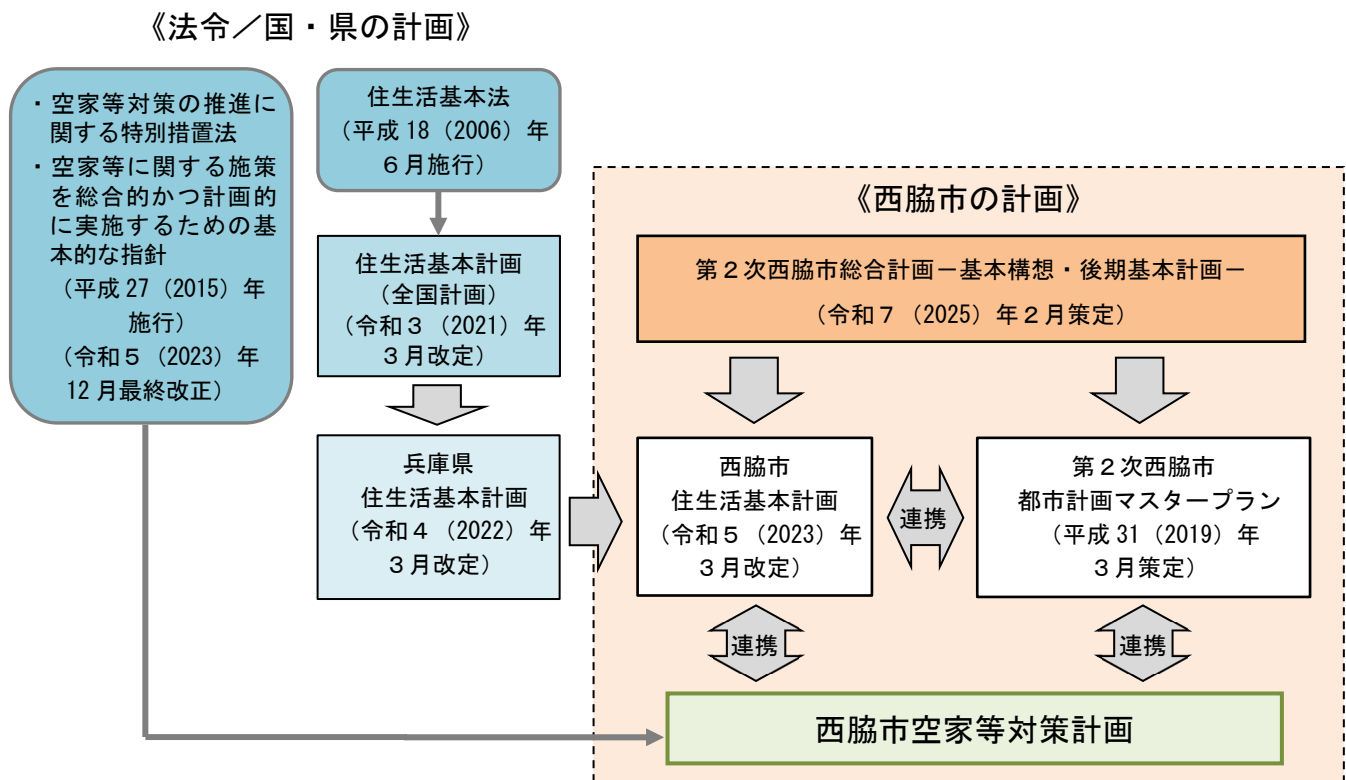 《法令／国・県の計画》
・空家等対策の推進に
関する特別措置法
・空家等に関する施策
を総合的かつ計画的
に実施するための基
本的な指針
（平成 27（2015）年
施行）
（令和５（2023）年
12 月最終改正）
住生活基本法
（平成 18（2006）年
６月施行）
住生活基本計画
（全国計画）
（令和３（2021）年
３月改定）
兵庫県
住生活基本計画
（令和４（2022）年
３月改定）
《西脇市の計画》
第２次西脇市総合計画－基本構想・後期基本計画－
（令和７（2025）年２月策定）
西脇市
住生活基本計画
（令和５（2023）年
３月改定）
連携
第２次西脇市
都市計画マスタープラン
（平成 31（2019）年
３月策定）
連携
連携
西脇市空家等対策計画